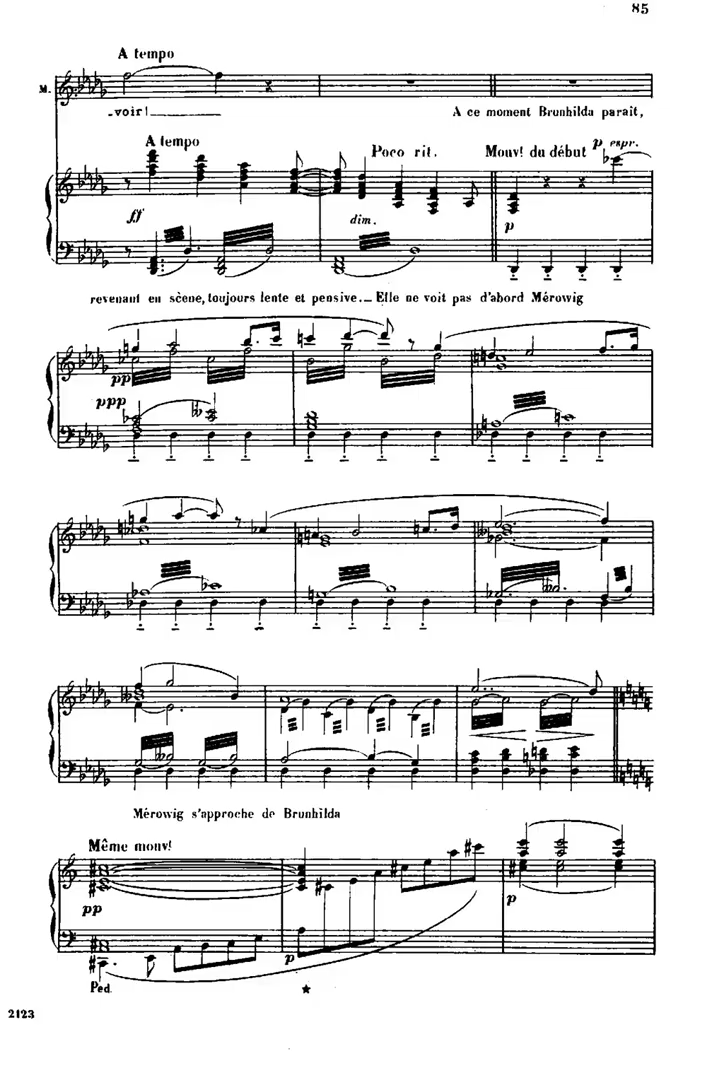 85
A tempo
M.
-voir! A ce moment Brunhilda paraît,
A tempo Poco rit. Mouvt du début p espr.
ff dim. p
revenant en scène, toujours lente et pensive. _ Elle ne voit pas d'abord Mérowig
pp
ppp
Mérowig s'approche de Brunhilda
Même mouvt
pp p
p
Ped. ★
2123